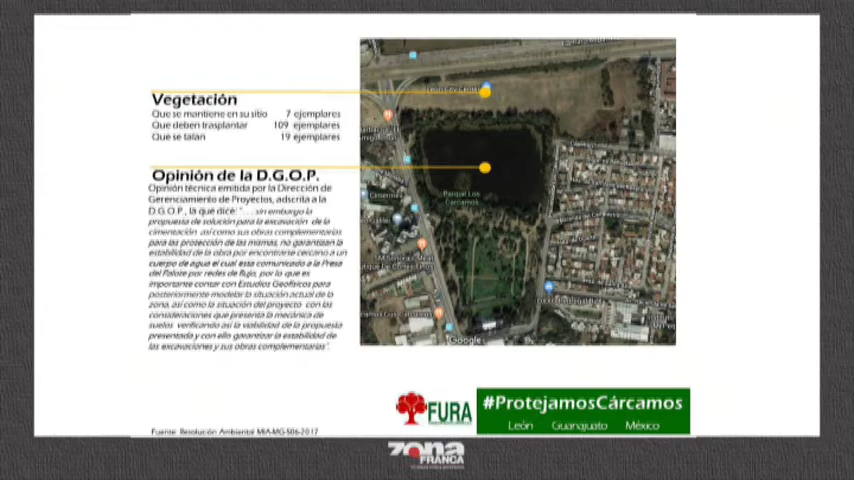 Vegetación
Que se mantiene en su sitio 7 ejemplares
Que deben trasplantar 109 ejemplares
Que se talan 19 ejemplares
Opinión de la D.G.O.P.
Opinión técnica emitida por la Dirección de
Gerenciamiento de Proyectos, adscrita a la
D.G.O.P., la que dice: "... sin embargo la
propuesta de solución para la excavación de la
cimentación así como sus obras complementarias
para las protección de las mismas, no garantizan la
estabilidad de la obra por encontrarse cercano a un
cuerpo de agua el cual esta comunicado a la Presa
del Palote por redes de flujo, por lo que es
importante contar con Estudios Geofísicos para
posteriormente modelar la situación actual de la
zona, así como la situación del proyecto con las
consideraciones que presenta la mecánica de
suelos verificando así la viabilidad de la propuesta
presentada y con ello garantizar la estabilidad de
las excavaciones y sus obras complementarias".
Parque Los
Cárcamos
Google
FURA
#ProtejamosCárcamos
León Guanajuato México
Fuente: Resolución Ambiental MIA-MG-506-2017
ZONA
FRANCA